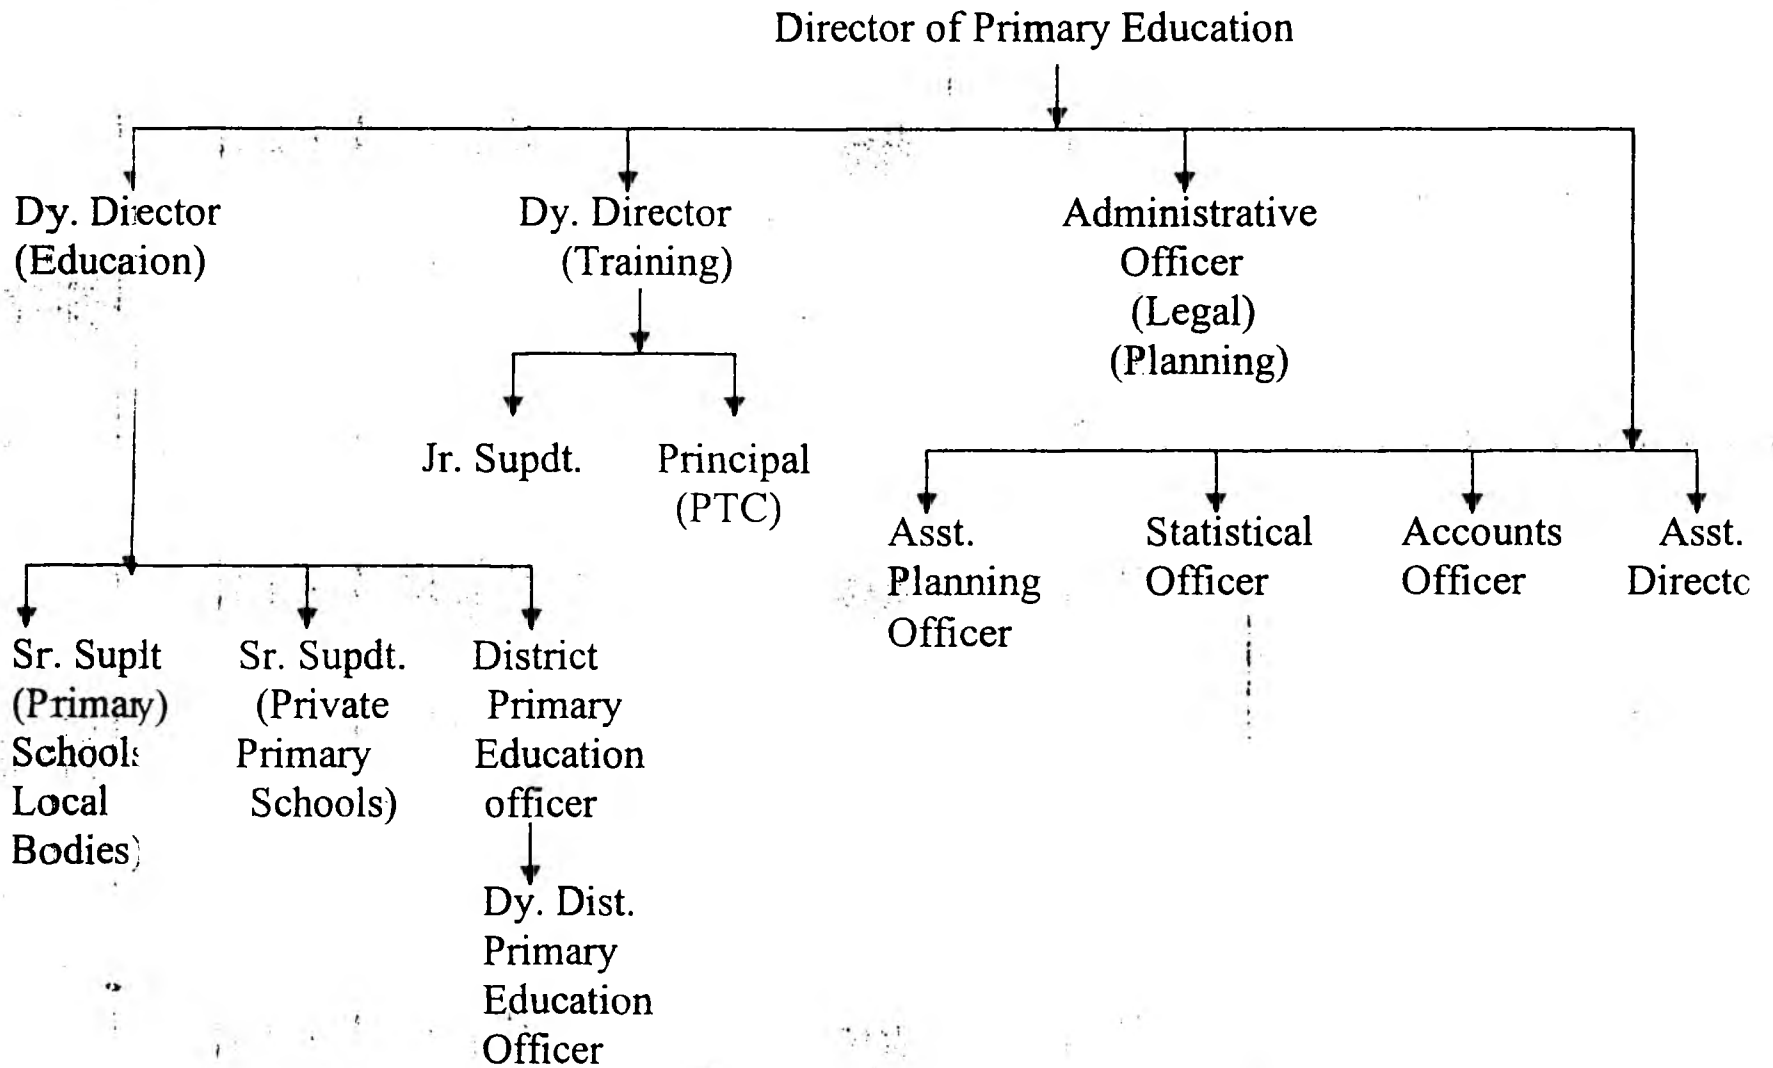 Director of Primary Education
Dy. Director
(Educaion)
Dy. Director
(Training)
Administrative
Officer
(Legal)
(Planning)
Jr. Supdt.
Principal
(PTC)
Asst.
Planning
Officer
Statistical
Officer
Accounts
Officer
Asst.
Directo
Sr. Suplt
(Primary)
Schools
Local
Bodies)
Sr. Supdt.
(Private
Primary
Schools)
District
Primary
Education
officer
Dy. Dist.
Primary
Education
Officer